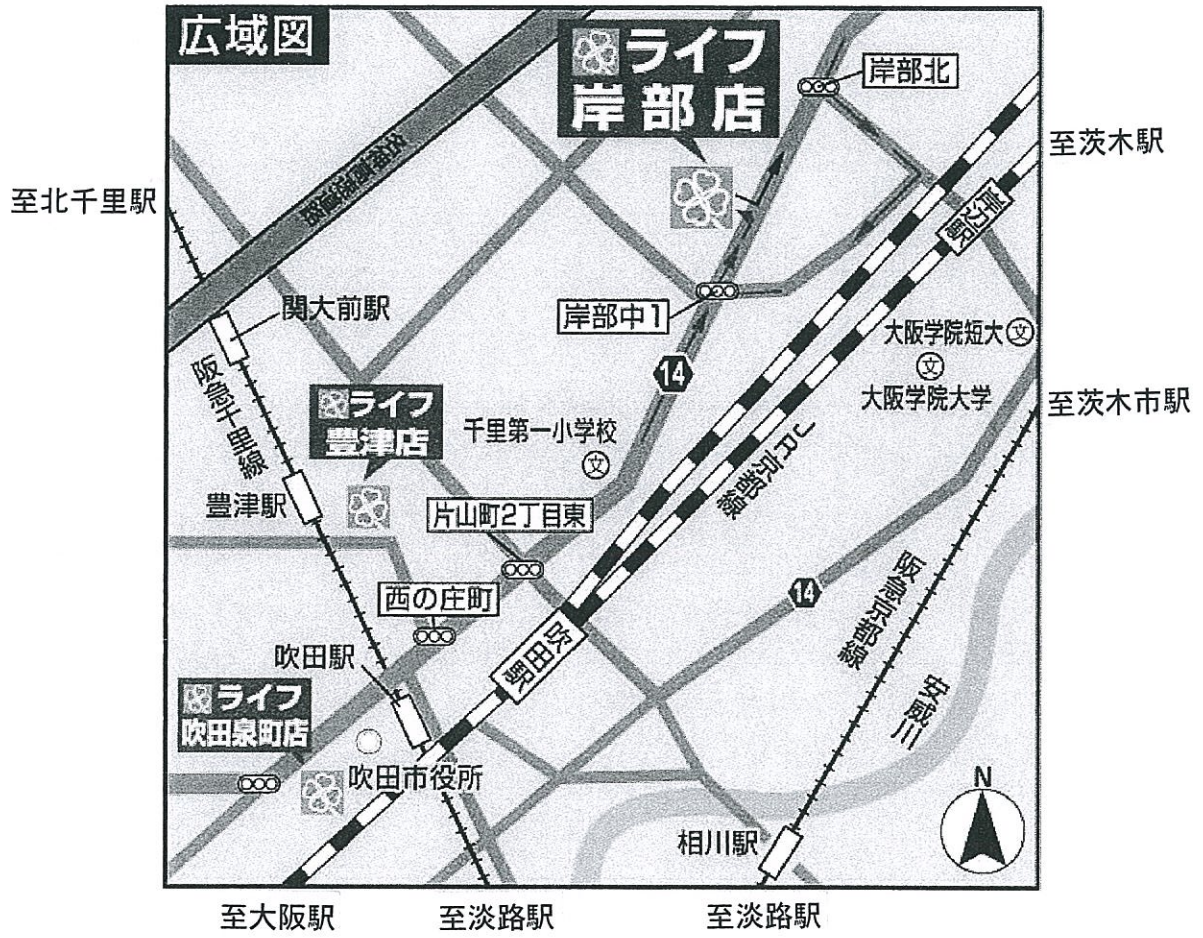 広域図
ライフ
岸部店
岸部北
至茨木駅
至北千里駅
岸辺駅
関大前駅
岸部中1
大阪学院短大
文
文
大阪学院大学
至茨木市駅
14
阪急千里線
ライフ
豊津店
千里第一小学校
文
JR京都線
豊津駅
片山町2丁目東
西の庄町
14
阪急京都線
吹田駅
吹田駅
安威川
ライフ
吹田泉町店
吹田市役所
N
相川駅
至大阪駅
至淡路駅
至淡路駅